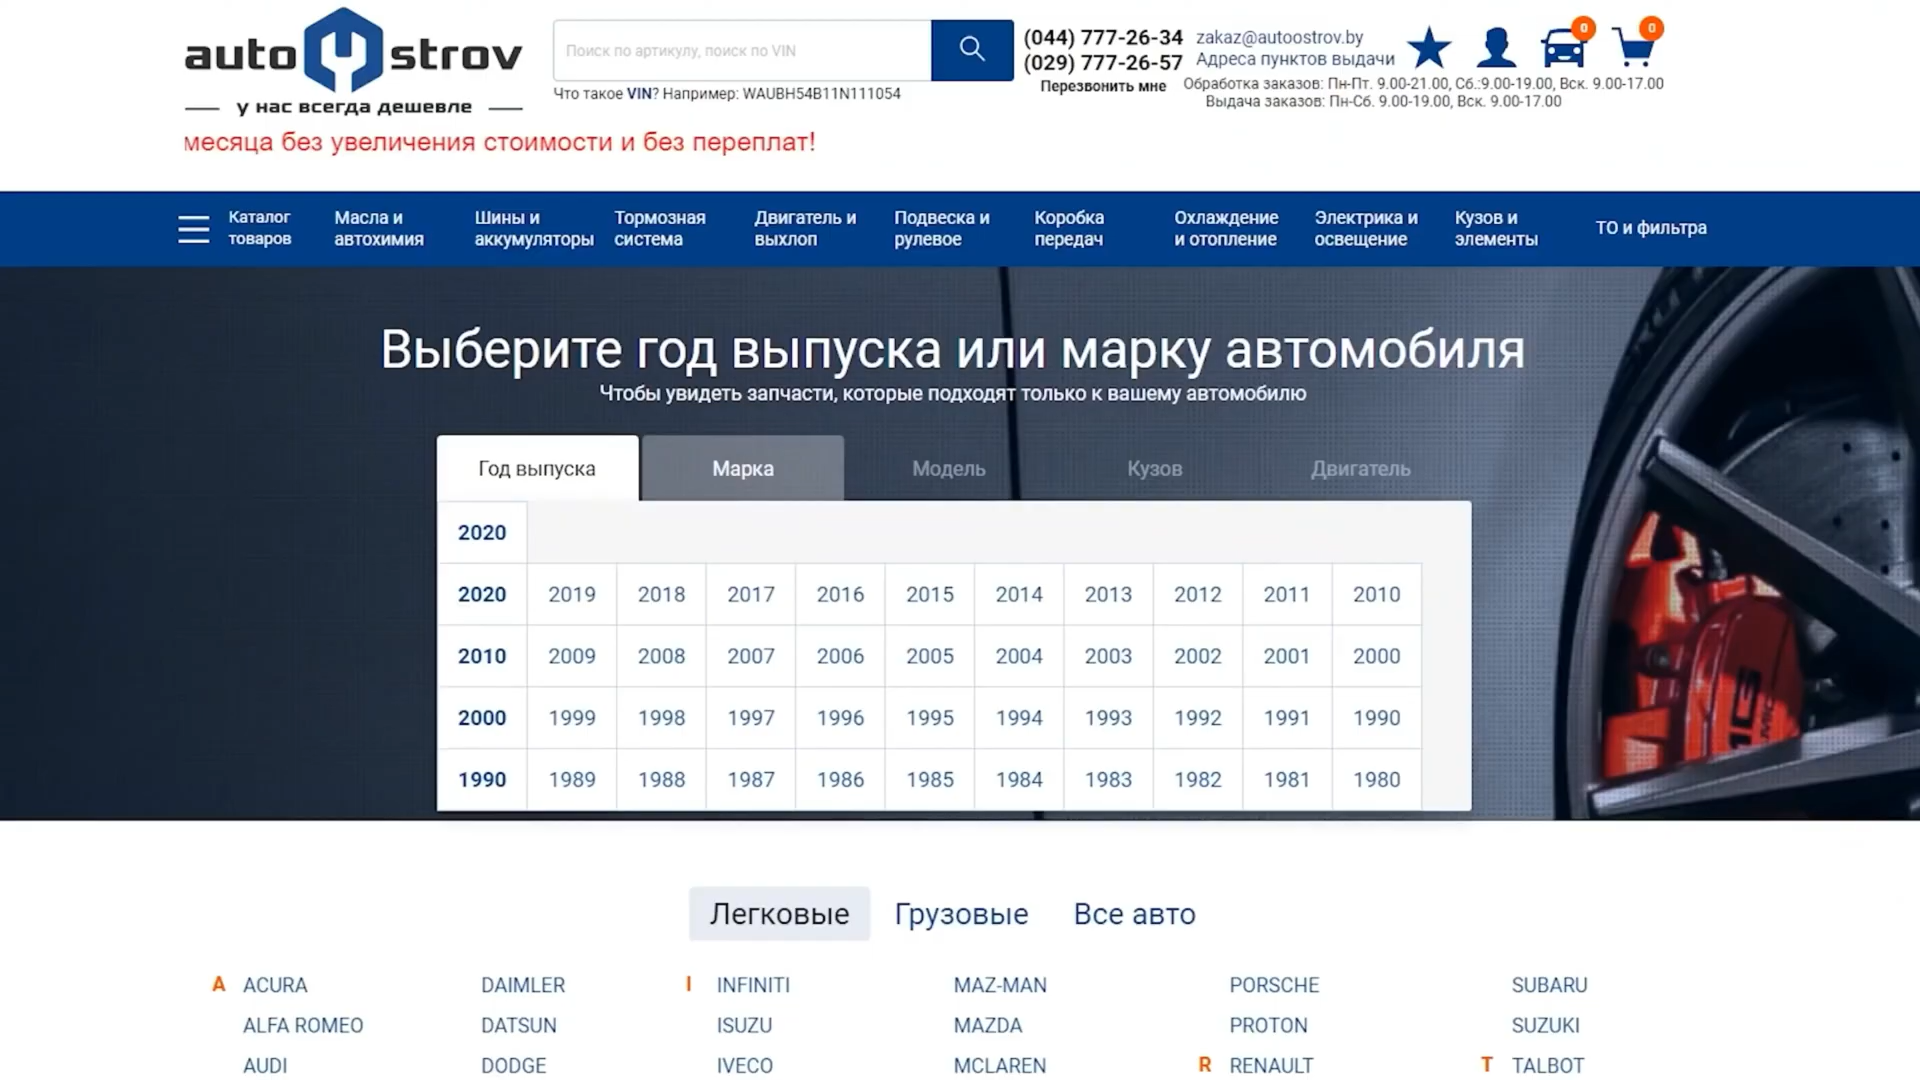 auto strov
у нас всегда дешевле
месяца без увеличения стоимости и без переплат!
Поиск по артикулу, поиск по VIN
Что такое VIN? Например: WAUBH54B11N111054
(044) 777-26-34
(029) 777-26-57
Перезвонить мне
zakaz@autoostrov.by
Адреса пунктов выдачи
0
0
Обработка заказов: Пн-Пт. 9.00-21.00, Сб.:9.00-19.00, Вск. 9.00-17.00
Выдача заказов: Пн-Сб. 9.00-19.00, Вск. 9.00-17.00
Каталог товаров
Масла и автохимия
Шины и аккумуляторы
Тормозная система
Двигатель и выхлоп
Подвеска и рулевое
Коробка передач
Охлаждение и отопление
Электрика и освещение
Кузов и элементы
ТО и фильтра
Выберите год выпуска или марку автомобиля
Чтобы увидеть запчасти, которые подходят только к вашему автомобилю
Год выпуска Марка Модель Кузов Двигатель
2020
2020 2019 2018 2017 2016 2015 2014 2013 2012 2011 2010
2010 2009 2008 2007 2006 2005 2004 2003 2002 2001 2000
2000 1999 1998 1997 1996 1995 1994 1993 1992 1991 1990
1990 1989 1988 1987 1986 1985 1984 1983 1982 1981 1980
Легковые Грузовые Все авто
A ACURA DAIMLER I INFINITI MAZ-MAN PORSCHE SUBARU
ALFA ROMEO DATSUN ISUZU MAZDA PROTON SUZUKI
AUDI DODGE IVECO MCLAREN R RENAULT T TALBOT